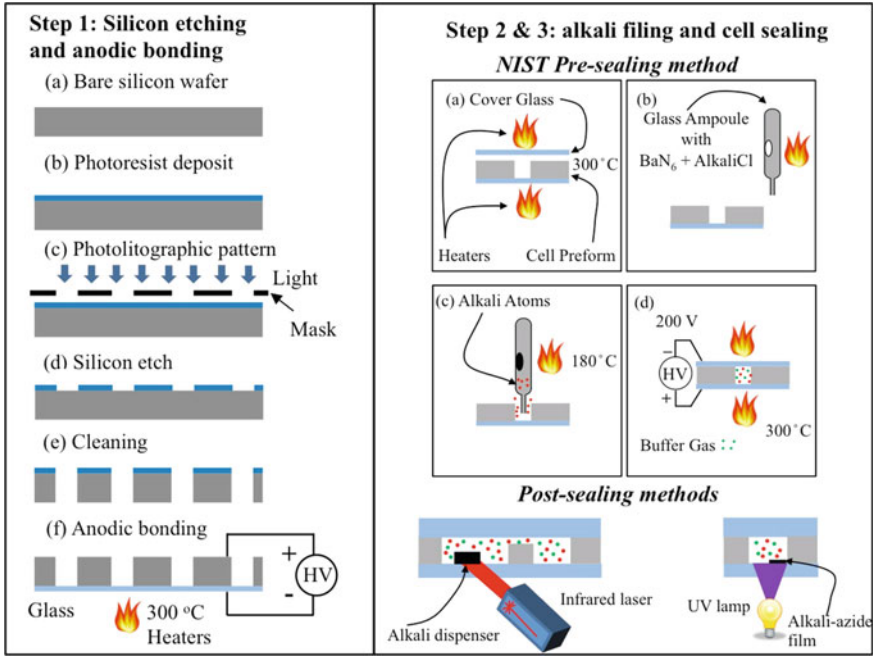 Step 1: Silicon etching
and anodic bonding
(a) Bare silicon wafer
(b) Photoresist deposit
(c) Photolitographic pattern
Light
Mask
(d) Silicon etch
(e) Cleaning
(f) Anodic bonding
+
-
HV
Glass
300 °C
Heaters
Step 2 & 3: alkali filing and cell sealing
NIST Pre-sealing method
(a) Cover Glass
300°C
Heaters
Cell Preform
(b)
Glass Ampoule
with
BaN₆ + AlkaliCl
(c) Alkali Atoms
180°C
(d)
200 V
−
HV
+
300°C
Buffer Gas
Post-sealing methods
Infrared laser
Alkali dispenser
UV lamp
Alkali-azide
film